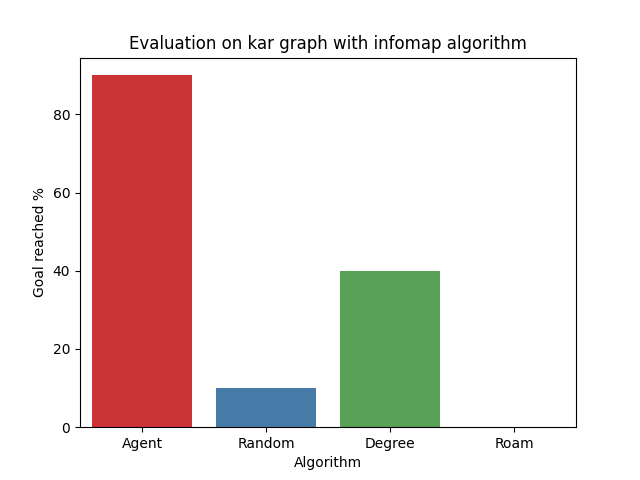 Evaluation on kar graph with infomap algorithm
Goal reached %
80
60
40
20
0
Agent Random Degree Roam
Algorithm